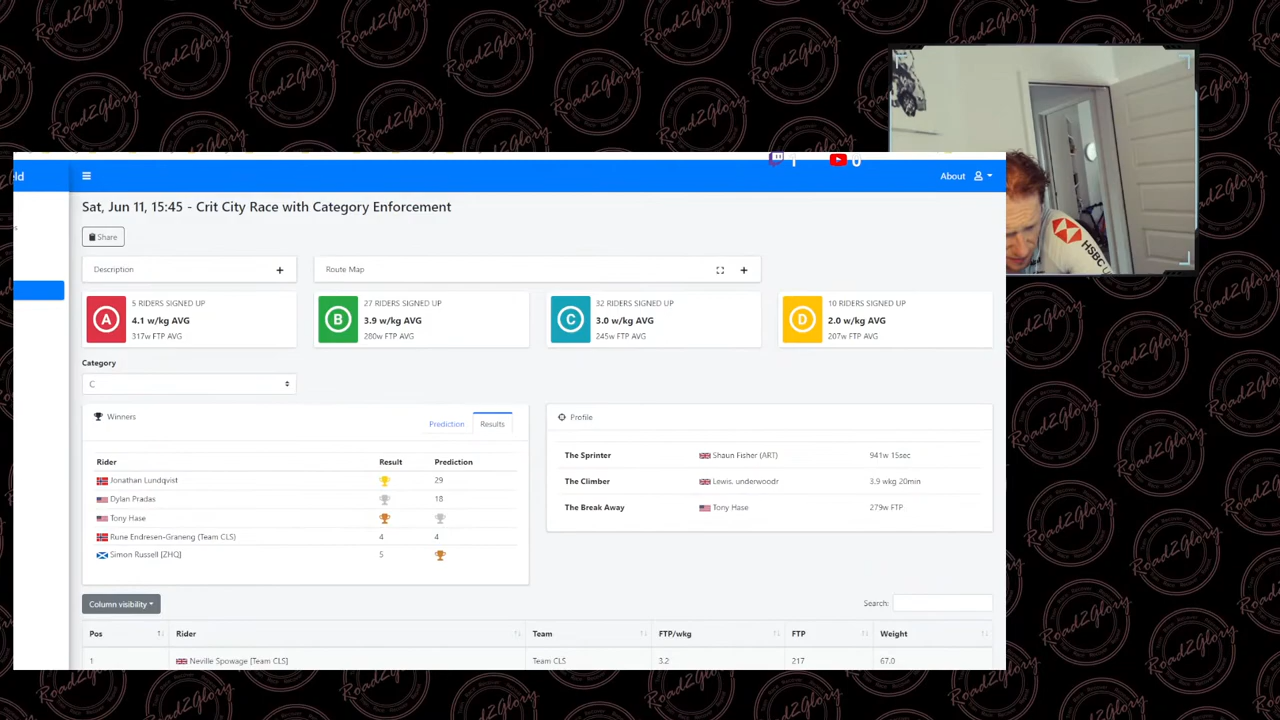 Road2Glory
1
0
eld
About
Sat, Jun 11, 15:45 - Crit City Race with Category Enforcement
Share
Description
Route Map
A
5 RIDERS SIGNED UP
4.1 w/kg AVG
317w FTP AVG
B
27 RIDERS SIGNED UP
3.9 w/kg AVG
280w FTP AVG
C
32 RIDERS SIGNED UP
3.0 w/kg AVG
245w FTP AVG
D
10 RIDERS SIGNED UP
2.0 w/kg AVG
207w FTP AVG
Category
C
Winners
Prediction Results
Rider Result Prediction
Jonathan Lundqvist 29
Dylan Pradas 18
Tony Hase
Rune Endresen-Graneng (Team CLS) 4 4
Simon Russell [ZHQ] 5
Profile
The Sprinter Shaun Fisher (ART) 941w 15sec
The Climber Lewis. underwoodr 3.9 wkg 20min
The Break Away Tony Hase 279w FTP
Column visibility
Search:
Pos Rider Team FTP/wkg FTP Weight
1 Neville Spowage [Team CLS] Team CLS 3.2 217 67.0
HSBC U